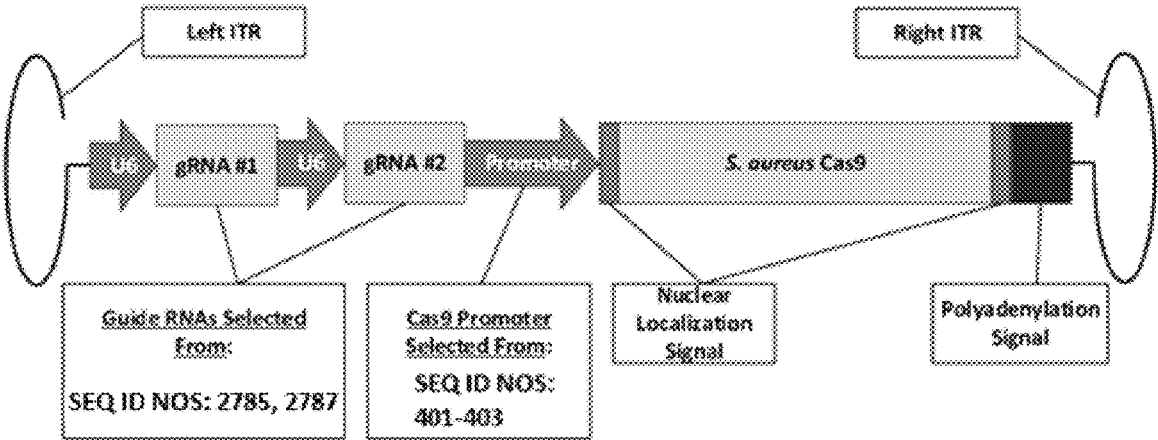 Left ITR
Right ITR
U6
gRNA #1
U6
gRNA #2
Promoter
S. aureus Cas9
Guide RNAs Selected
From:
SEQ ID NOS: 2785, 2787
Cas9 Promoter
Selected From:
SEQ ID NOS:
401-403
Nuclear
Localization
Signal
Polyadenylation
Signal